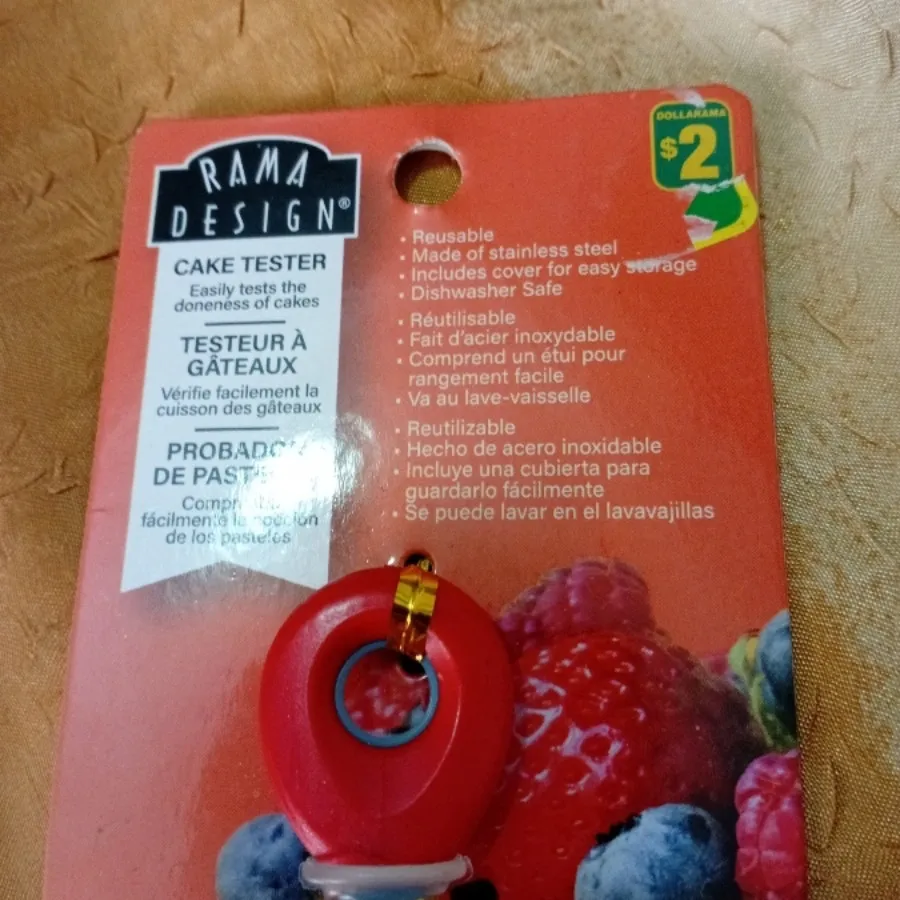 RAMA
DESIGN®
CAKE TESTER
Easily tests the
doneness of cakes
TESTEUR À
GÂTEAUX
Vérifie facilement la
cuisson des gâteaux
PROBADOR
DE
fácilmente la cocción
de los pasteles
DOLLARAMA
$2
• Reusable
• Made of stainless steel
• Includes cover for easy storage
• Dishwasher Safe
• Réutilisable
• Fait d'acier inoxydable
• Comprend un étui pour
rangement facile
• Va au lave-vaisselle
• Reutilizable
• Hecho de acero inoxidable
• Incluye una cubierta para
guardarlo fácilmente
• Se puede lavar en el lavavajillas